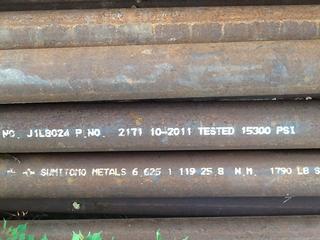 NO. J1L8024 P.NO. 2171 10-2011 TESTED 15300 PSI
SUMITOMO METALS 6.625 1.119 25.8 N.M. 1790 LB S